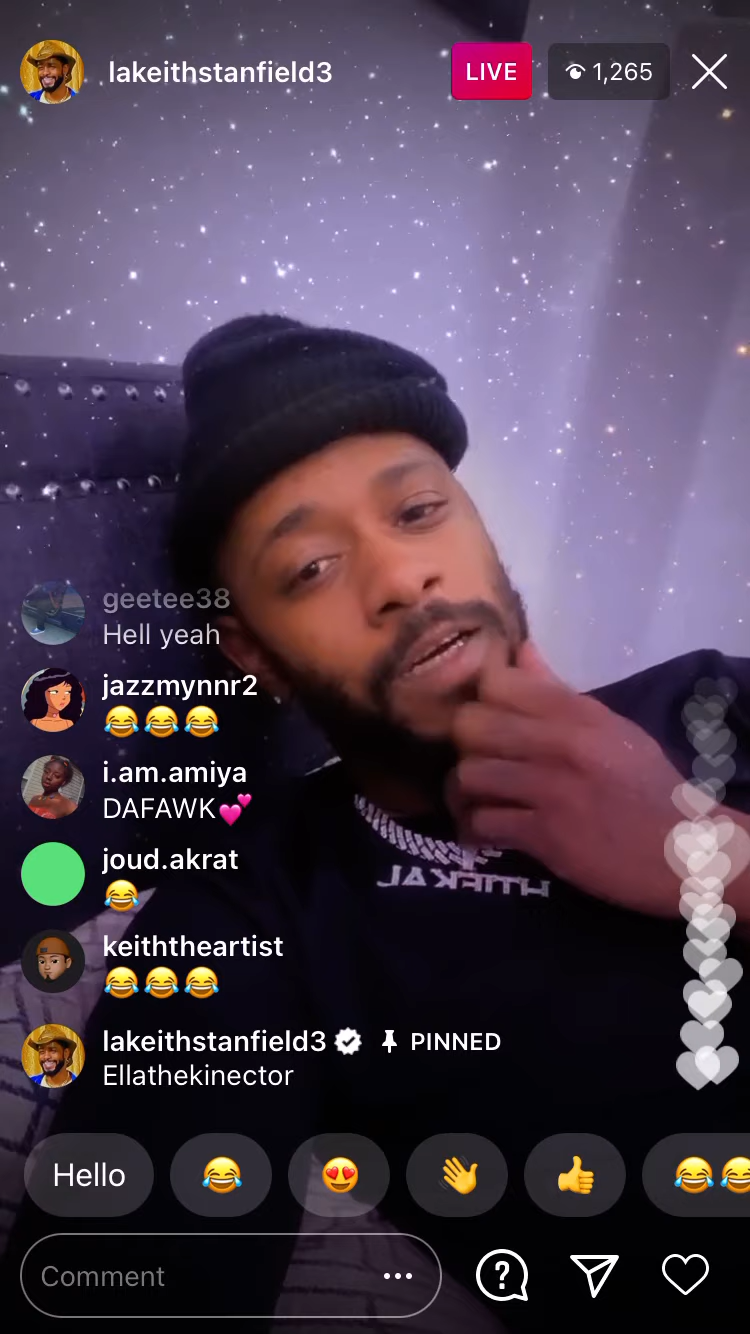 lakeithstanfield3
LIVE
1,265
geetee38
Hell yeah
jazzmynnr2
😂😂😂
i.am.amiya
DAFAWK💕
joud.akrat
😂
LAKEITH
keiththeartist
😂😂😂
lakeithstanfield3 PINNED
Ellathekinector
Hello 😂 😍 👋 👍 😂😂
Comment